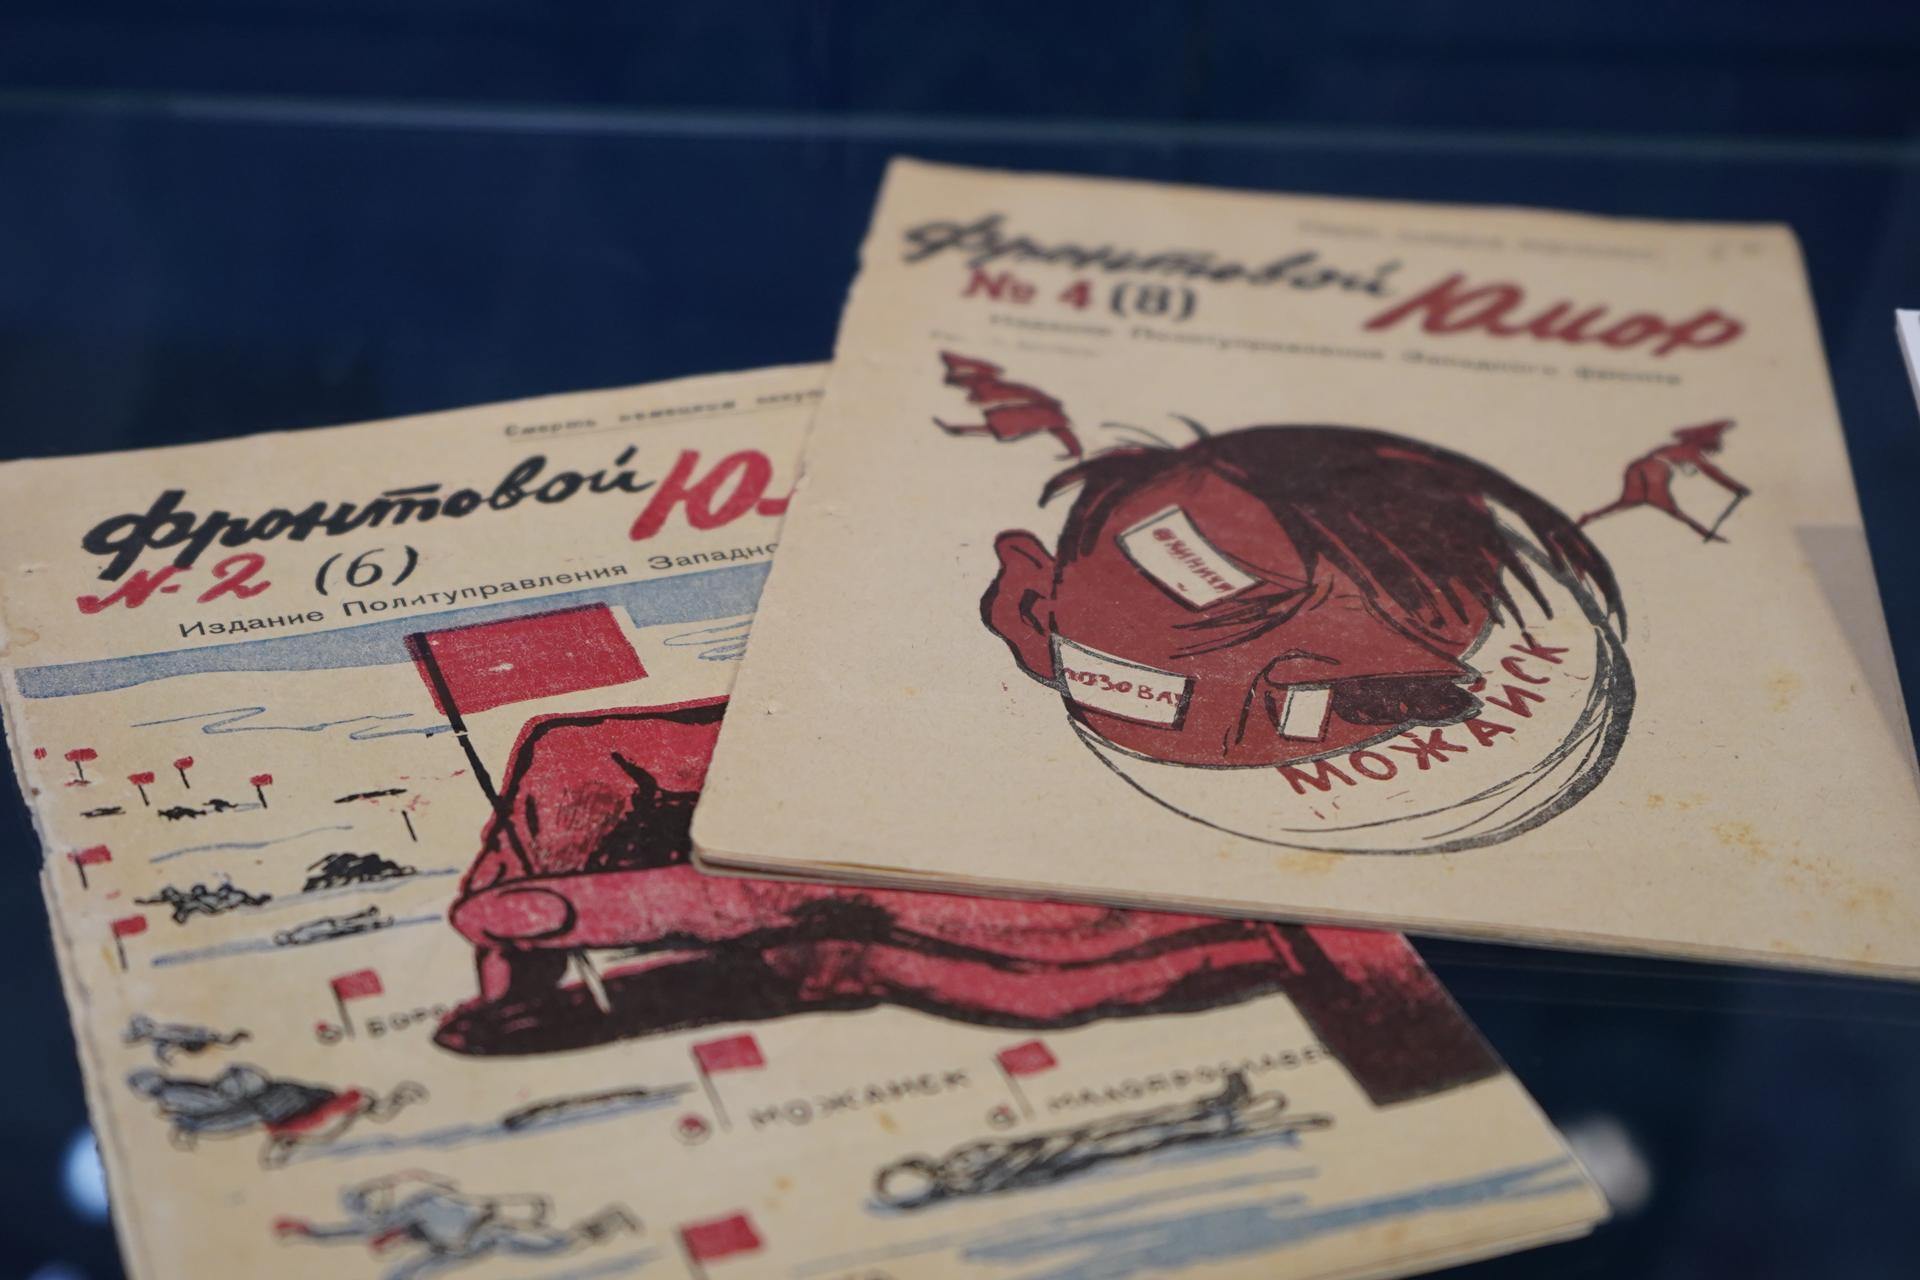 Смерть немецким
фронтовой Ю
№ 2 (6)
Издание Политуправления Западно
МОЖАЙСК
МАЛОЯРОСЛАВЕ
фронтовой Юмор
№ 4 (8)
Издание Политуправления Западного фронта
МОЖАЙСК